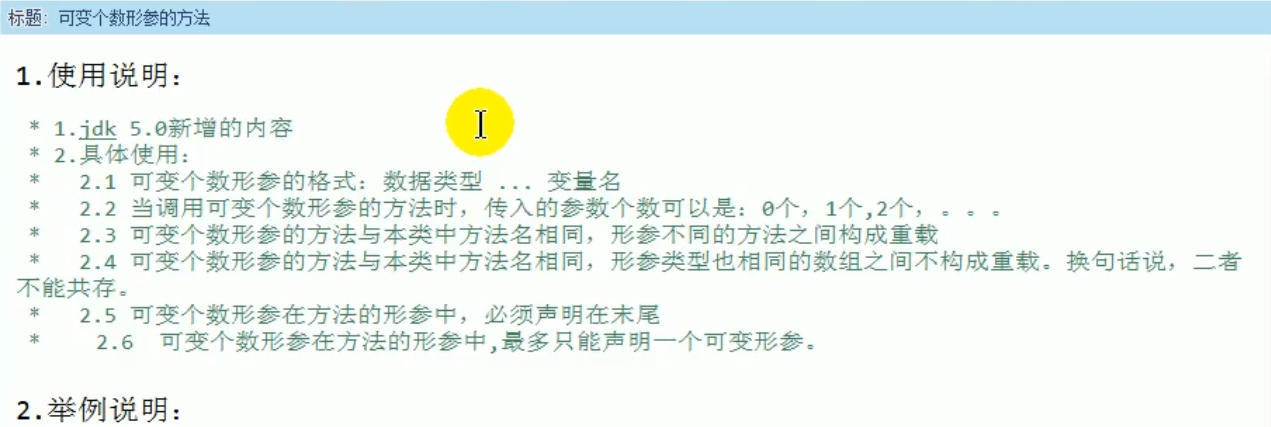 标题: 可变个数形参的方法
1.使用说明:
* 1.jdk 5.0新增的内容
* 2.具体使用:
*   2.1 可变个数形参的格式: 数据类型 ... 变量名
*   2.2 当调用可变个数形参的方法时, 传入的参数个数可以是: 0个, 1个,2个, 。。。
*   2.3 可变个数形参的方法与本类中方法名相同, 形参不同的方法之间构成重载
*   2.4 可变个数形参的方法与本类中方法名相同, 形参类型也相同的数组之间不构成重载。换句话说, 二者
不能共存。
*   2.5 可变个数形参在方法的形参中, 必须声明在末尾
*    2.6  可变个数形参在方法的形参中,最多只能声明一个可变形参。
2.举例说明: